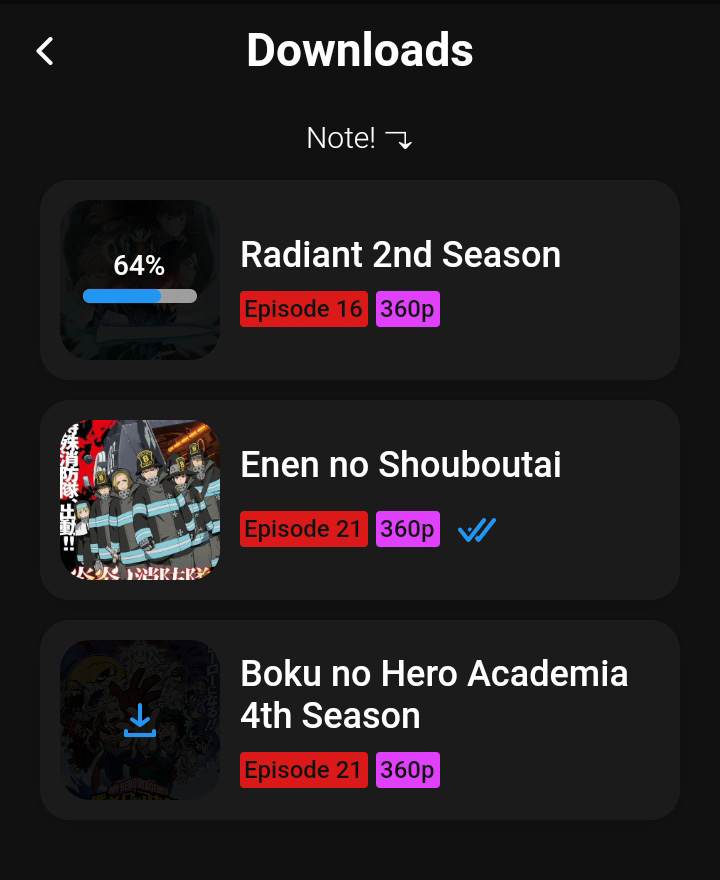 Downloads
Note!
64%
Radiant 2nd Season
Episode 16 360p
特殊消防隊、出動!!
Enen no Shouboutai
Episode 21 360p
Boku no Hero Academia
4th Season
Episode 21 360p